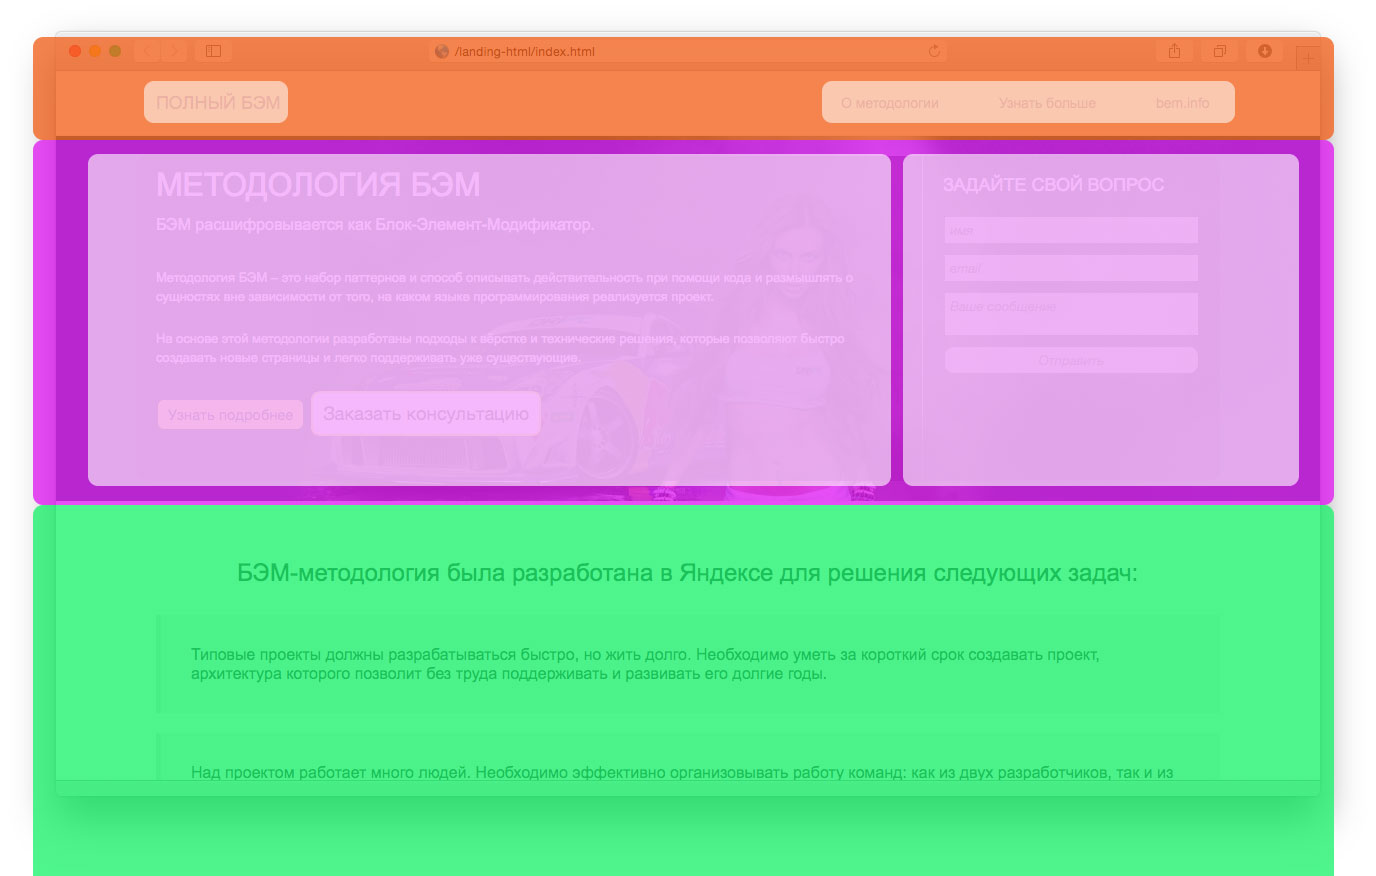 /landing-html/index.html
ПОЛНЫЙ БЭМ
О методологии
Узнать больше
bem.info
МЕТОДОЛОГИЯ БЭМ
БЭМ расшифровывается как Блок-Элемент-Модификатор.
Методология БЭМ – это набор паттернов и способ описывать действительность при помощи кода и размышлять о
сущностях вне зависимости от того, на каком языке программирования реализуется проект.
На основе этой методологии разработаны подходы к вёрстке и технические решения, которые позволяют быстро
создавать новые страницы и легко поддерживать уже существующие.
Узнать подробнее
Заказать консультацию
ЗАДАЙТЕ СВОЙ ВОПРОС
имя
email
Ваше сообщение
Отправить
БЭМ-методология была разработана в Яндексе для решения следующих задач:
Типовые проекты должны разрабатываться быстро, но жить долго. Необходимо уметь за короткий срок создавать проект,
архитектура которого позволит без труда поддерживать и развивать его долгие годы.
Над проектом работает много людей. Необходимо эффективно организовывать работу команд: как из двух разработчиков, так и из